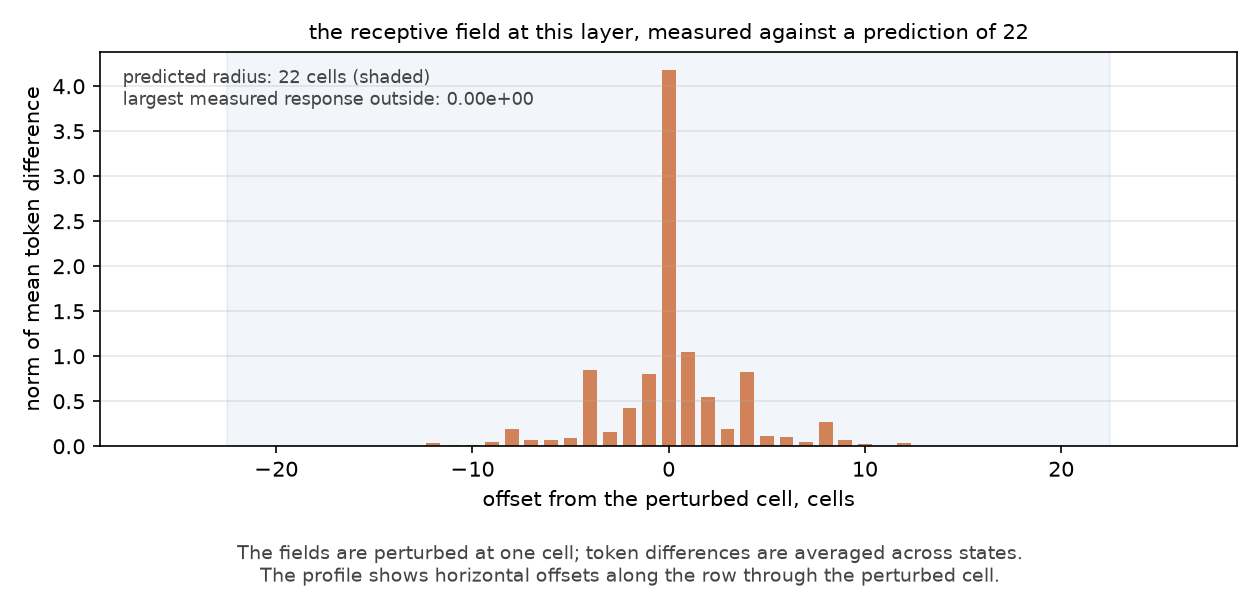 the receptive field at this layer, measured against a prediction of 22
predicted radius: 22 cells (shaded)
largest measured response outside: 0.00e+00
norm of mean token difference
4.0
3.5
3.0
2.5
2.0
1.5
1.0
0.5
0.0
−20
−10
0
10
20
offset from the perturbed cell, cells
The fields are perturbed at one cell; token differences are averaged across states.
The profile shows horizontal offsets along the row through the perturbed cell.